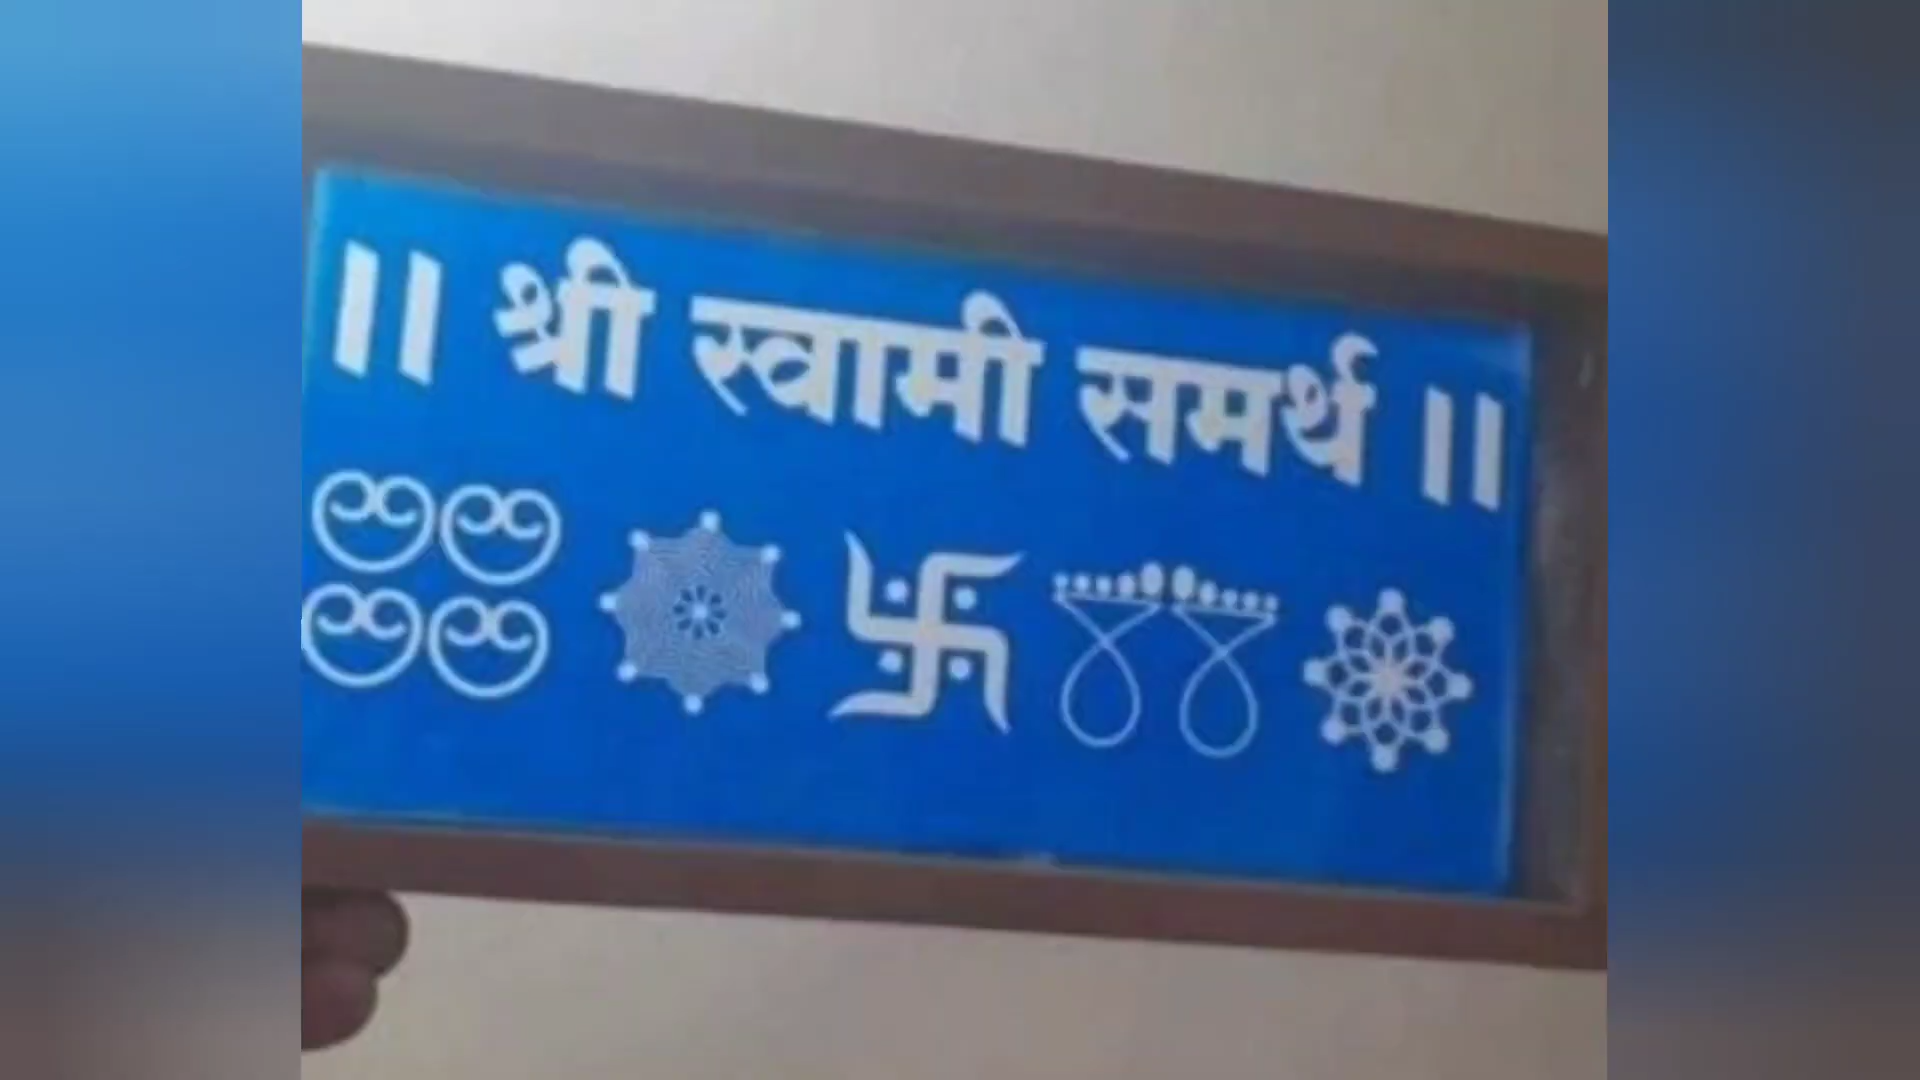 ।। श्री स्वामी समर्थ ।।